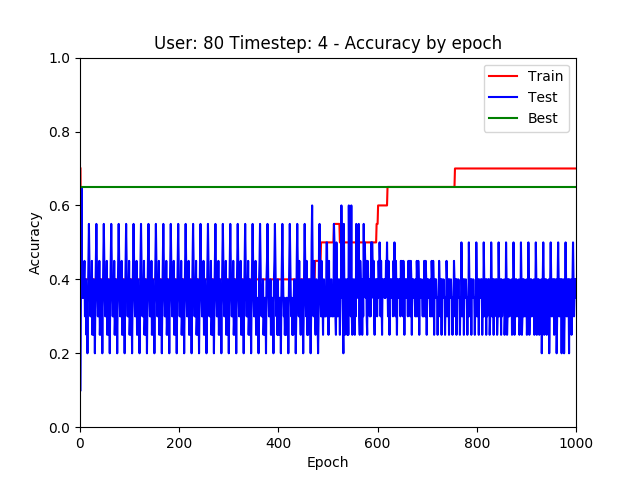 User: 80 Timestep: 4 - Accuracy by epoch
1.0
0.8
0.6
0.4
0.2
0.0
Accuracy
Train
Test
Best
0 200 400 600 800 1000
Epoch